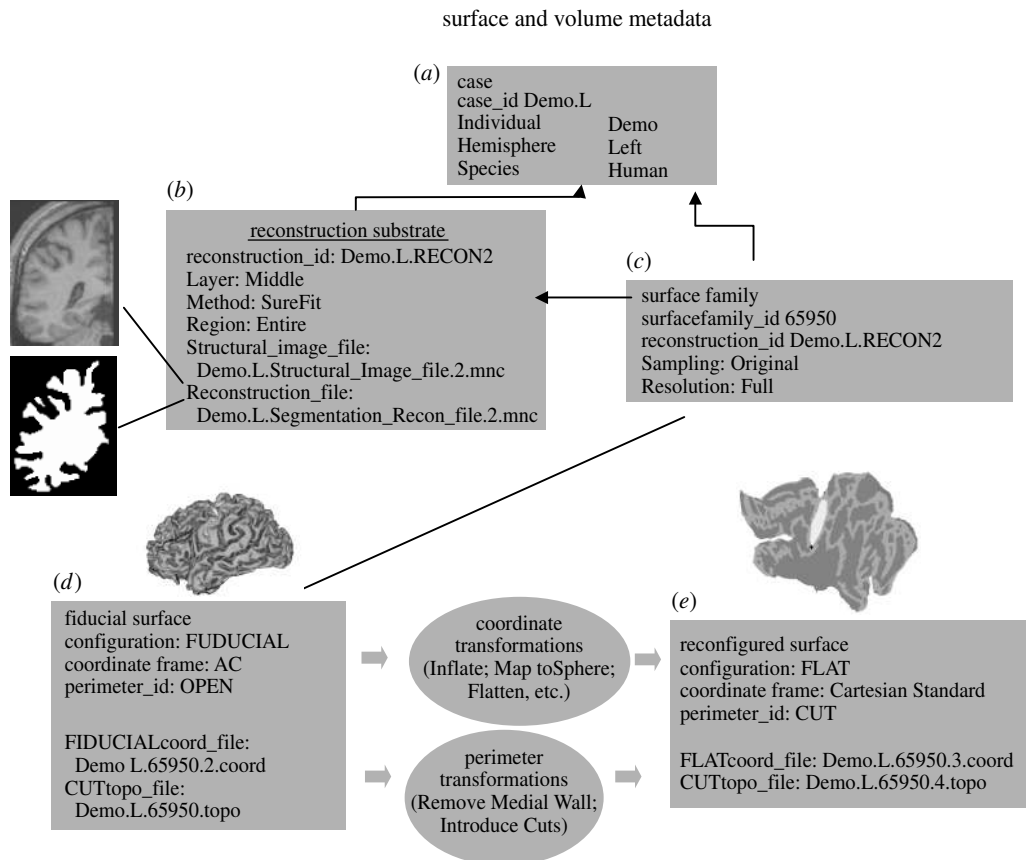 surface and volume metadata
(a)
case
case_id Demo.L
Individual Demo
Hemisphere Left
Species Human
(b)
reconstruction substrate
reconstruction_id: Demo.L.RECON2
Layer: Middle
Method: SureFit
Region: Entire
Structural_image_file:
Demo.L.Structural_Image_file.2.mnc
Reconstruction_file:
Demo.L.Segmentation_Recon_file.2.mnc
(c)
surface family
surfacefamily_id 65950
reconstruction_id Demo.L.RECON2
Sampling: Original
Resolution: Full
(d)
fiducial surface
configuration: FUDUCIAL
coordinate frame: AC
perimeter_id: OPEN
FIDUCIALcoord_file:
Demo L.65950.2.coord
CUTtopo_file:
Demo.L.65950.topo
coordinate
transformations
(Inflate; Map toSphere;
Flatten, etc.)
perimeter
transformations
(Remove Medial Wall;
Introduce Cuts)
(e)
reconfigured surface
configuration: FLAT
coordinate frame: Cartesian Standard
perimeter_id: CUT
FLATcoord_file: Demo.L.65950.3.coord
CUTtopo_file: Demo.L.65950.4.topo